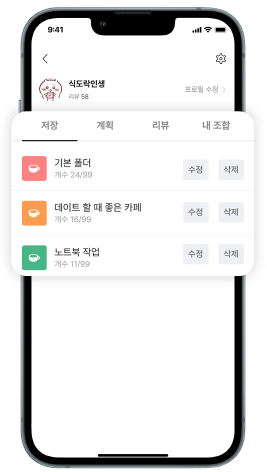 9:41
식도락인생
리뷰 58
프로필 수정 >
저장 계획 리뷰 내 조합
기본 폴더
개수 24/99
수정 삭제
데이트 할 때 좋은 카페
개수 16/99
수정 삭제
노트북 작업
개수 11/99
수정 삭제